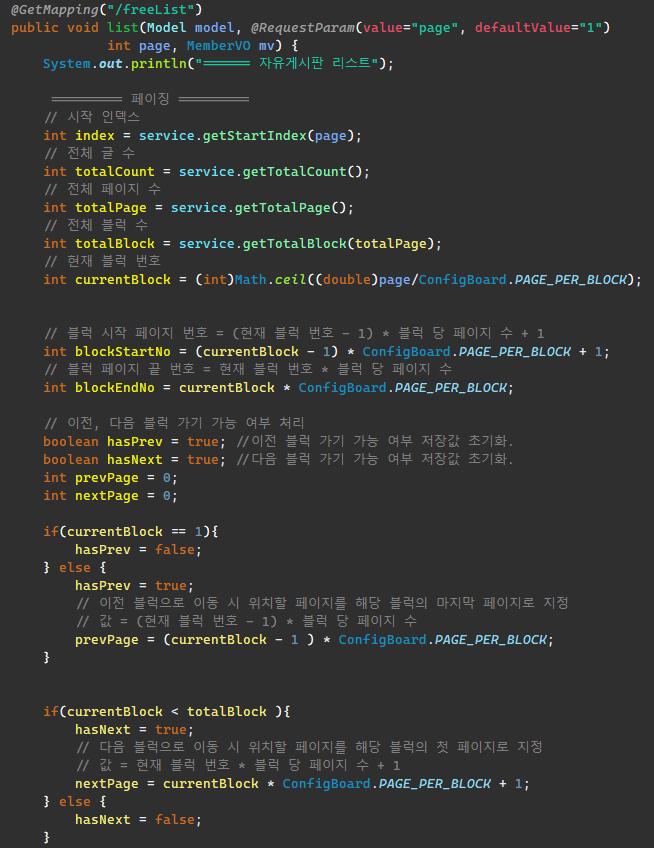 @GetMapping("/freeList")
public void list(Model model, @RequestParam(value="page", defaultValue="1")
            int page, MemberVO mv) {
    System.out.println("====== 자유게시판 리스트");

     ========= 페이징 =========
    // 시작 인덱스
    int index = service.getStartIndex(page);
    // 전체 글 수
    int totalCount = service.getTotalCount();
    // 전체 페이지 수
    int totalPage = service.getTotalPage();
    // 전체 블럭 수
    int totalBlock = service.getTotalBlock(totalPage);
    // 현재 블럭 번호
    int currentBlock = (int)Math.ceil((double)page/ConfigBoard.PAGE_PER_BLOCK);


    // 블럭 시작 페이지 번호 = (현재 블럭 번호 - 1) * 블럭 당 페이지 수 + 1
    int blockStartNo = (currentBlock - 1) * ConfigBoard.PAGE_PER_BLOCK + 1;
    // 블럭 페이지 끝 번호 = 현재 블럭 번호 * 블럭 당 페이지 수
    int blockEndNo = currentBlock * ConfigBoard.PAGE_PER_BLOCK;

    // 이전, 다음 블럭 가기 가능 여부 처리
    boolean hasPrev = true; //이전 블럭 가기 가능 여부 저장값 초기화.
    boolean hasNext = true; //다음 블럭 가기 가능 여부 저장값 초기화.
    int prevPage = 0;
    int nextPage = 0;

    if(currentBlock == 1){
        hasPrev = false;
    } else {
        hasPrev = true;
        // 이전 블럭으로 이동 시 위치할 페이지를 해당 블럭의 마지막 페이지로 지정
        // 값 = (현재 블럭 번호 - 1) * 블럭 당 페이지 수
        prevPage = (currentBlock - 1 ) * ConfigBoard.PAGE_PER_BLOCK;
    }


    if(currentBlock < totalBlock ){
        hasNext = true;
        // 다음 블럭으로 이동 시 위치할 페이지를 해당 블럭의 첫 페이지로 지정
        // 값 = 현재 블럭 번호 * 블럭 당 페이지 수 + 1
        nextPage = currentBlock * ConfigBoard.PAGE_PER_BLOCK + 1;
    } else {
        hasNext = false;
    }